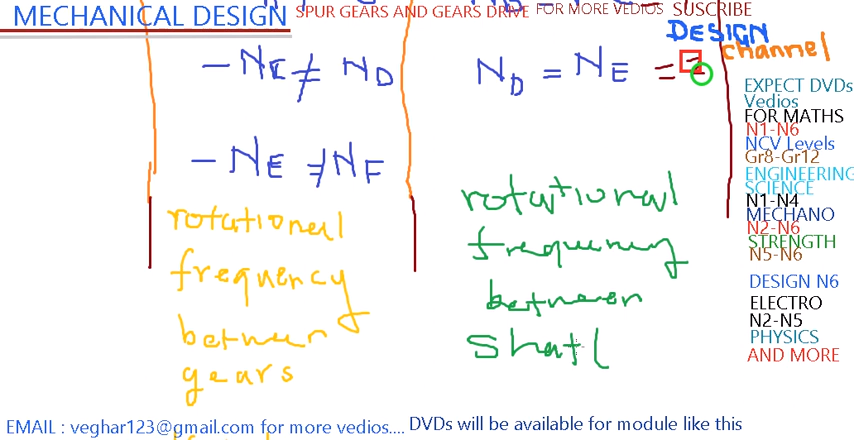 MECHANICAL DESIGN
SPUR GEARS AND GEARS DRIVE FOR MORE VEDIOS SUSCRIBE
DESIGN
channel
-NE ≠ ND
ND = NE =
-NE ≠ NF
rotational
frequency
between
gears
rotational
frequency
between
Shatl
EXPECT DVDs
Vedios
FOR MATHS
N1-N6
NCV Levels
Gr8-Gr12
ENGINEERING
SCIENCE
N1-N4
MECHANO
N2-N6
STRENGTH
N5-N6
DESIGN N6
ELECTRO
N2-N5
PHYSICS
AND MORE
EMAIL : veghar123@gmail.com for more vedios.... DVDs will be available for module like this